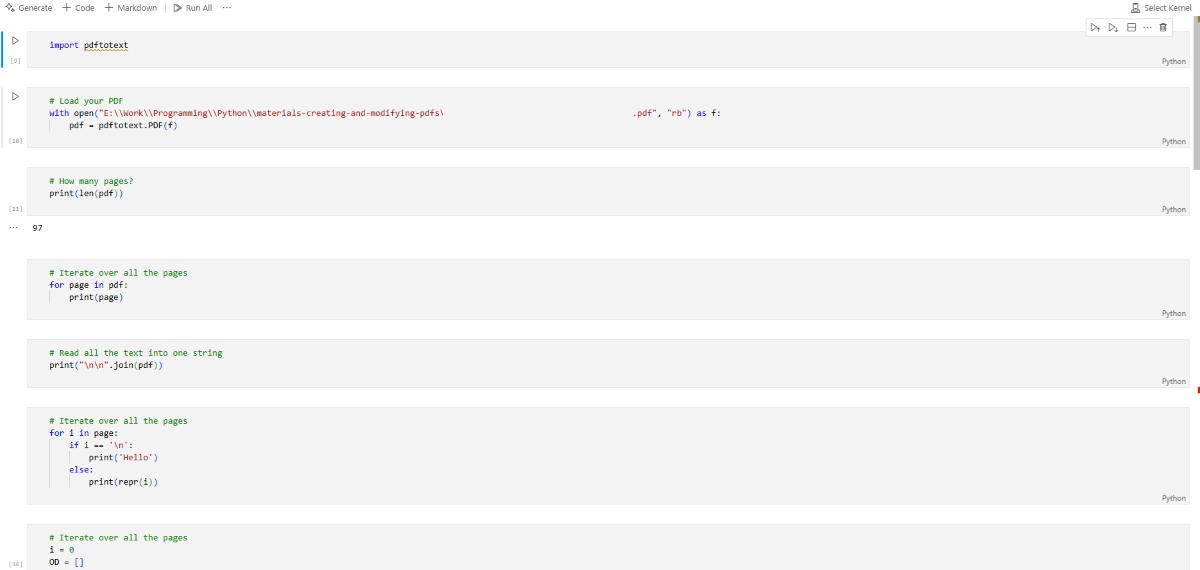 Generate + Code + Markdown Run All ...
Select Kernel
import pdftotext
[9]
Python
# Load your PDF
with open("E:\\Work\\Programming\\Python\\materials-creating-and-modifying-pdfs\ .pdf", "rb") as f:
pdf = pdftotext.PDF(f)
[10]
Python
# How many pages?
print(len(pdf))
[11]
Python
... 97
# Iterate over all the pages
for page in pdf:
print(page)
Python
# Read all the text into one string
print("\n\n".join(pdf))
Python
# Iterate over all the pages
for i in page:
if i == '\n':
print('Hello')
else:
print(repr(i))
Python
# Iterate over all the pages
i = 0
OD = []